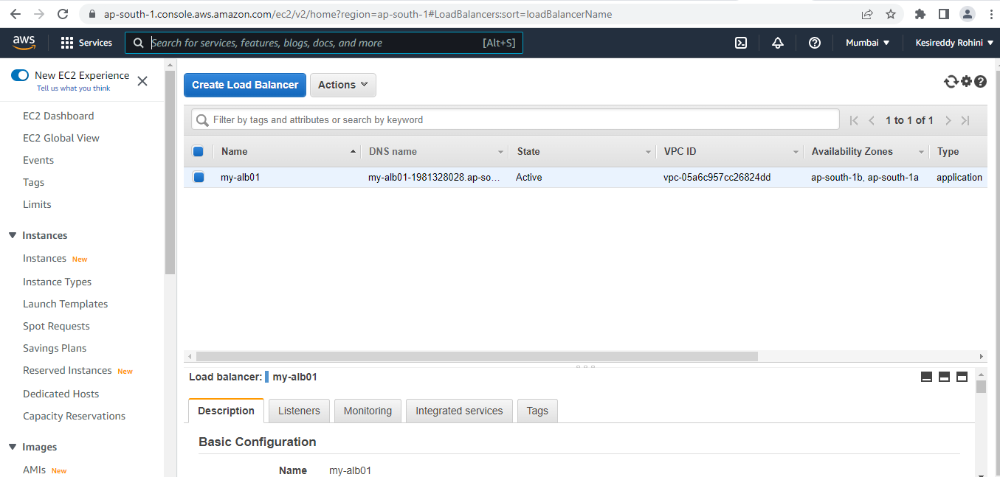 ap-south-1.console.aws.amazon.com/ec2/v2/home?region=ap-south-1#LoadBalancers:sort=loadBalancerName
aws Services Search for services, features, blogs, docs, and more [Alt+S] Mumbai Kesireddy Rohini
New EC2 Experience
Tell us what you think
EC2 Dashboard
EC2 Global View
Events
Tags
Limits
Instances
Instances New
Instance Types
Launch Templates
Spot Requests
Savings Plans
Reserved Instances New
Dedicated Hosts
Capacity Reservations
Images
AMIs New
Create Load Balancer Actions
Filter by tags and attributes or search by keyword 1 to 1 of 1
Name DNS name State VPC ID Availability Zones Type
my-alb01 my-alb01-1981328028.ap-so... Active vpc-05a6c957cc26824dd ap-south-1b, ap-south-1a application
Load balancer: my-alb01
Description Listeners Monitoring Integrated services Tags
Basic Configuration
Name my-alb01